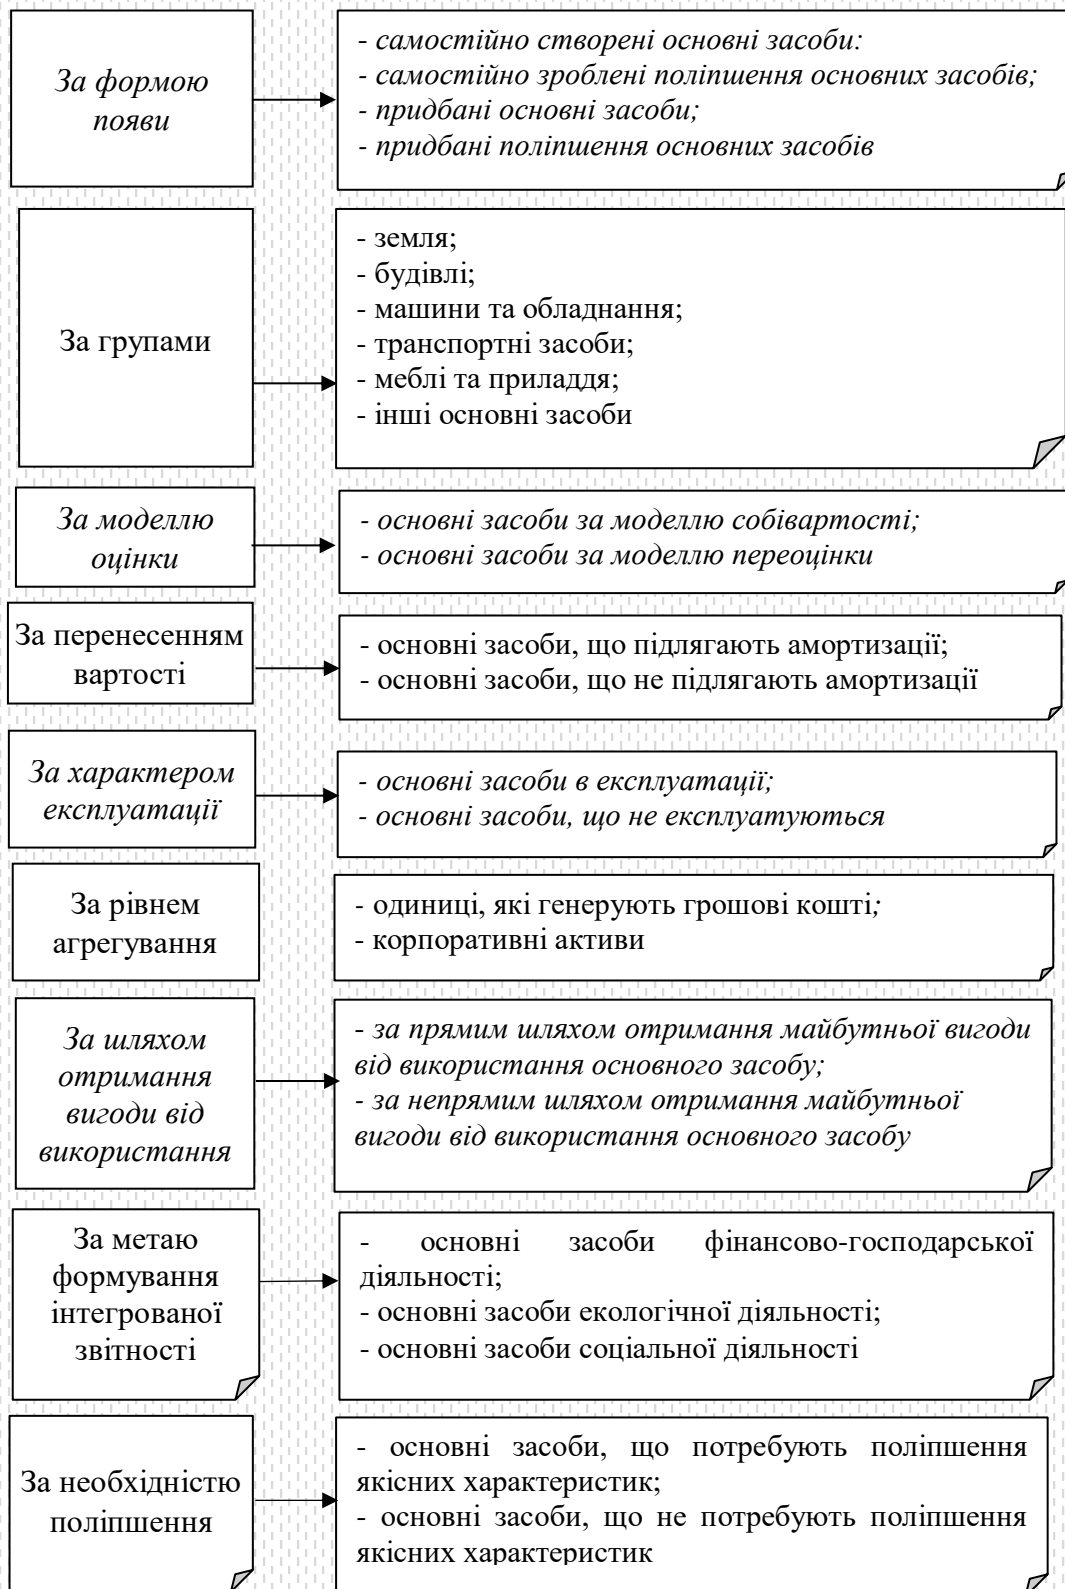 За формою
появи
- самостійно створені основні засоби:
- самостійно зроблені поліпшення основних засобів;
- придбані основні засоби;
- придбані поліпшення основних засобів
За групами
- земля;
- будівлі;
- машини та обладнання;
- транспортні засоби;
- меблі та приладдя;
- інші основні засоби
За моделлю
оцінки
- основні засоби за моделлю собівартості;
- основні засоби за моделлю переоцінки
За перенесенням
вартості
- основні засоби, що підлягають амортизації;
- основні засоби, що не підлягають амортизації
За характером
експлуатації
- основні засоби в експлуатації;
- основні засоби, що не експлуатуються
За рівнем
агрегування
- одиниці, які генерують грошові кошті;
- корпоративні активи
За шляхом
отримання
вигоди від
використання
- за прямим шляхом отримання майбутньої вигоди
від використання основного засобу;
- за непрямим шляхом отримання майбутньої
вигоди від використання основного засобу
За метаю
формування
інтегрованої
звітності
- основні засоби фінансово-господарської
діяльності;
- основні засоби екологічної діяльності;
- основні засоби соціальної діяльності
За необхідністю
поліпшення
- основні засоби, що потребують поліпшення
якісних характеристик;
- основні засоби, що не потребують поліпшення
якісних характеристик